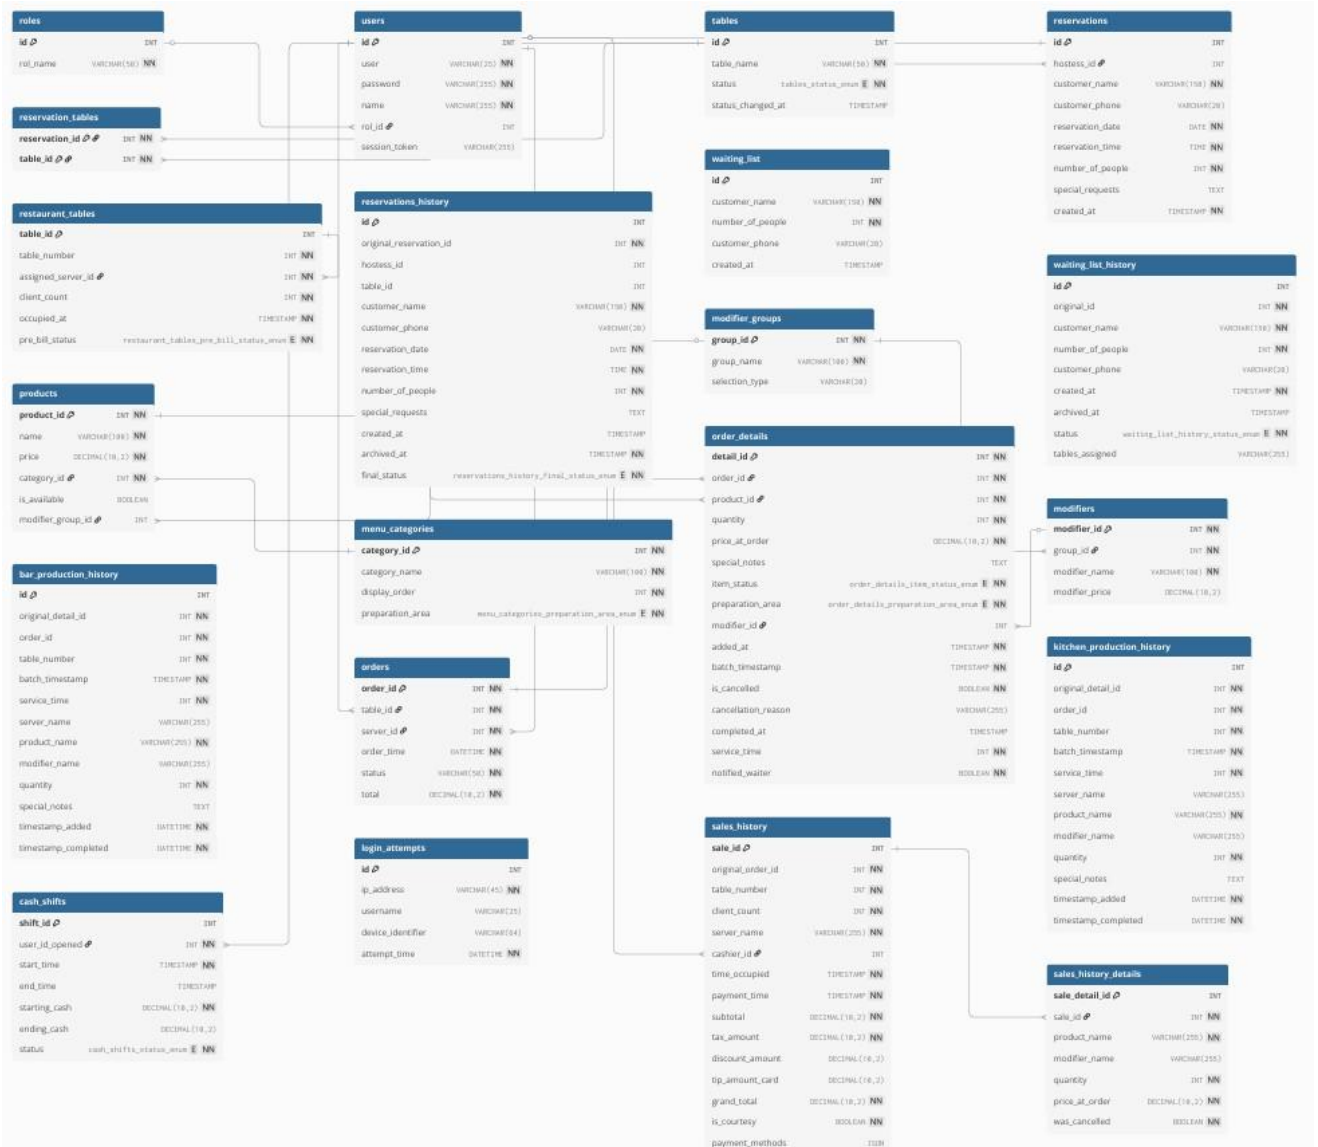 roles
id INT
rol_name VARCHAR(50) NN
reservation_tables
reservation_id INT NN
table_id INT NN
restaurant_tables
table_id INT
table_number INT NN
assigned_server_id INT NN
client_count INT NN
occupied_at TIMESTAMP NN
pre_bill_status restaurant_tables_pre_bill_status_enum E NN
products
product_id INT NN
name VARCHAR(100) NN
price DECIMAL(10,2) NN
category_id INT NN
is_available BOOLEAN
modifier_group_id INT
bar_production_history
id INT
original_detail_id INT NN
order_id INT NN
table_number INT NN
batch_timestamp TIMESTAMP NN
service_time INT NN
server_name VARCHAR(255)
product_name VARCHAR(255) NN
modifier_name VARCHAR(255)
quantity INT NN
special_notes TEXT
timestamp_added DATETIME NN
timestamp_completed DATETIME NN
cash_shifts
shift_id INT
user_id_opened INT NN
start_time TIMESTAMP NN
end_time TIMESTAMP
starting_cash DECIMAL(10,2) NN
ending_cash DECIMAL(10,2)
status cash_shifts_status_enum E NN
users
id INT
user VARCHAR(25) NN
password VARCHAR(255) NN
name VARCHAR(255) NN
rol_id INT
session_token VARCHAR(255)
reservations_history
id INT
original_reservation_id INT NN
hostess_id INT
table_id INT
customer_name VARCHAR(150) NN
customer_phone VARCHAR(20)
reservation_date DATE NN
reservation_time TIME NN
number_of_people INT NN
special_requests TEXT
created_at TIMESTAMP
archived_at TIMESTAMP NN
final_status reservations_history_final_status_enum E NN
menu_categories
category_id INT NN
category_name VARCHAR(100) NN
display_order INT NN
preparation_area menu_categories_preparation_area_enum E NN
orders
order_id INT NN
table_id INT NN
server_id INT NN
order_time DATETIME NN
status VARCHAR(50) NN
total DECIMAL(10,2) NN
login_attempts
id INT
ip_address VARCHAR(45) NN
username VARCHAR(25)
device_identifier VARCHAR(64)
attempt_time DATETIME NN
tables
id INT
table_name VARCHAR(50) NN
status tables_status_enum E NN
status_changed_at TIMESTAMP
waiting_list
id INT
customer_name VARCHAR(150) NN
number_of_people INT NN
customer_phone VARCHAR(20)
created_at TIMESTAMP
modifier_groups
group_id INT NN
group_name VARCHAR(100) NN
selection_type VARCHAR(20)
order_details
detail_id INT NN
order_id INT NN
product_id INT NN
quantity INT NN
price_at_order DECIMAL(10,2) NN
special_notes TEXT
item_status order_details_item_status_enum E NN
preparation_area order_details_preparation_area_enum E NN
modifier_id INT
added_at TIMESTAMP NN
batch_timestamp TIMESTAMP NN
is_cancelled BOOLEAN NN
cancellation_reason VARCHAR(255)
completed_at TIMESTAMP
service_time INT NN
notified_waiter BOOLEAN NN
sales_history
sale_id INT
original_order_id INT NN
table_number INT NN
client_count INT NN
server_name VARCHAR(255) NN
cashier_id INT
time_occupied TIMESTAMP NN
payment_time TIMESTAMP NN
subtotal DECIMAL(10,2) NN
tax_amount DECIMAL(10,2) NN
discount_amount DECIMAL(10,2)
tip_amount_card DECIMAL(10,2)
grand_total DECIMAL(10,2) NN
is_courtesy BOOLEAN NN
payment_methods JSON
reservations
id INT
hostess_id INT
customer_name VARCHAR(150) NN
customer_phone VARCHAR(20)
reservation_date DATE NN
reservation_time TIME NN
number_of_people INT NN
special_requests TEXT
created_at TIMESTAMP NN
waiting_list_history
id INT
original_id INT NN
customer_name VARCHAR(150) NN
number_of_people INT NN
customer_phone VARCHAR(20)
created_at TIMESTAMP NN
archived_at TIMESTAMP
status waiting_list_history_status_enum E NN
tables_assigned VARCHAR(255)
modifiers
modifier_id INT NN
group_id INT NN
modifier_name VARCHAR(100) NN
modifier_price DECIMAL(10,2)
kitchen_production_history
id INT
original_detail_id INT NN
order_id INT NN
table_number INT NN
batch_timestamp TIMESTAMP NN
service_time INT NN
server_name VARCHAR(255)
product_name VARCHAR(255) NN
modifier_name VARCHAR(255)
quantity INT NN
special_notes TEXT
timestamp_added DATETIME NN
timestamp_completed DATETIME NN
sales_history_details
sale_detail_id INT
sale_id INT NN
product_name VARCHAR(255) NN
modifier_name VARCHAR(255)
quantity INT NN
price_at_order DECIMAL(10,2) NN
was_cancelled BOOLEAN NN